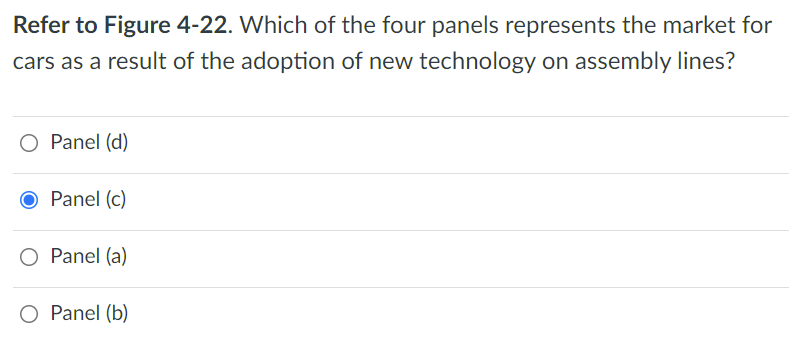 Refer to Figure 4-22. Which of the four panels represents the market for
cars as a result of the adoption of new technology on assembly lines?
Panel (d)
Panel (c)
Panel (a)
Panel (b)